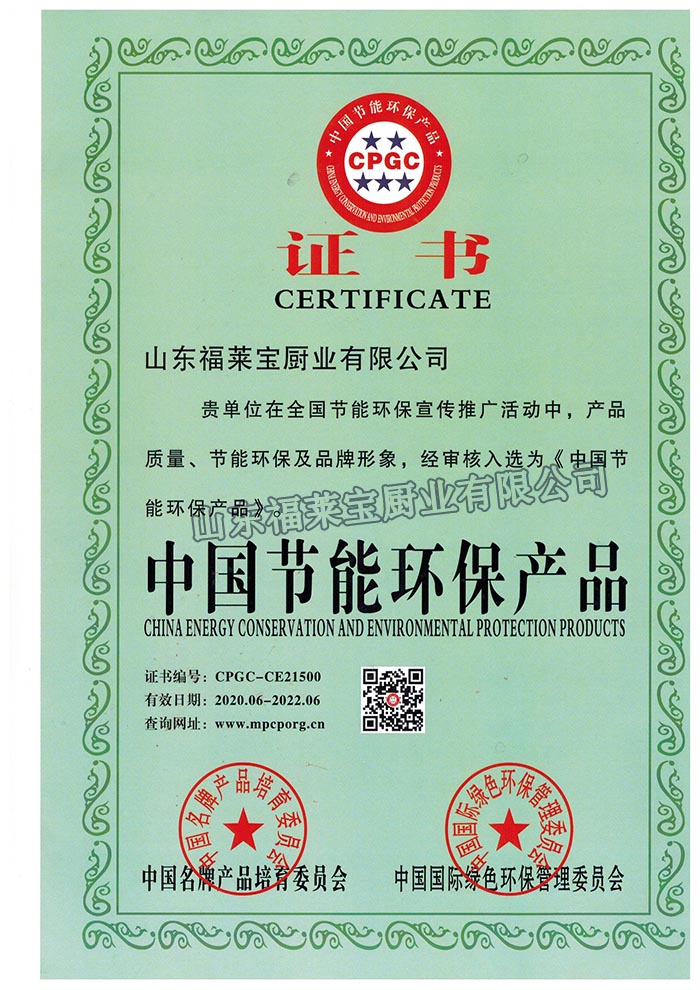 中国节能环保产品
CPGC
CHINA ENERGY CONSERVATION AND ENVIRONMENTAL PROTECTION PRODUCTS
证书
CERTIFICATE
山东福莱宝厨业有限公司
贵单位在全国节能环保宣传推广活动中，产品
质量、节能环保及品牌形象，经审核入选为《中国节
能环保产品》。
山东福莱宝厨业有限公司
中国节能环保产品
CHINA ENERGY CONSERVATION AND ENVIRONMENTAL PROTECTION PRODUCTS
证书编号：CPGC-CE21500
有效日期：2020.06-2022.06
查询网址：www.mpcporg.cn
中国名牌产品培育委员会
中国国际绿色环保管理委员会
中国名牌产品培育委员会
中国国际绿色环保管理委员会